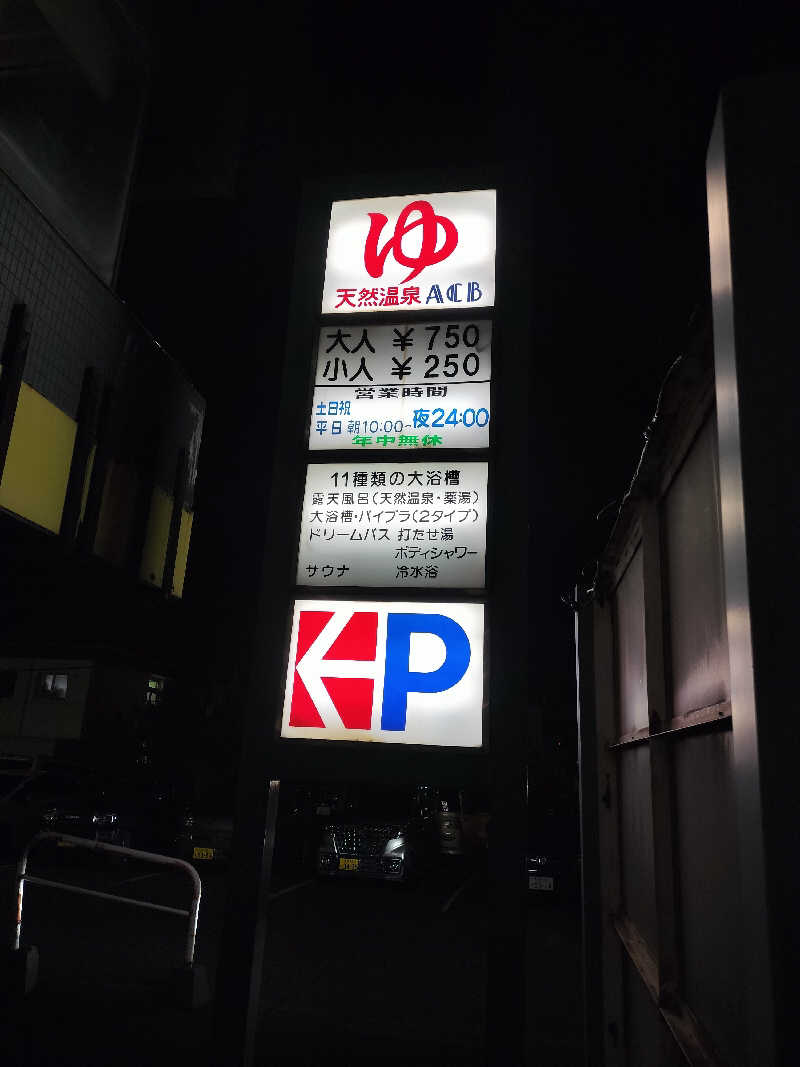 ゆ
天然温泉 ACB
大人 ¥ 750
小人 ¥ 250
営業時間
土日祝
平日 朝10:00~夜24:00
年中無休
11種類の大浴槽
露天風呂(天然温泉・薬湯)
大浴槽・バイブラ(2タイプ)
ドリームバス 打たせ湯
ボディシャワー
サウナ 冷水浴
P